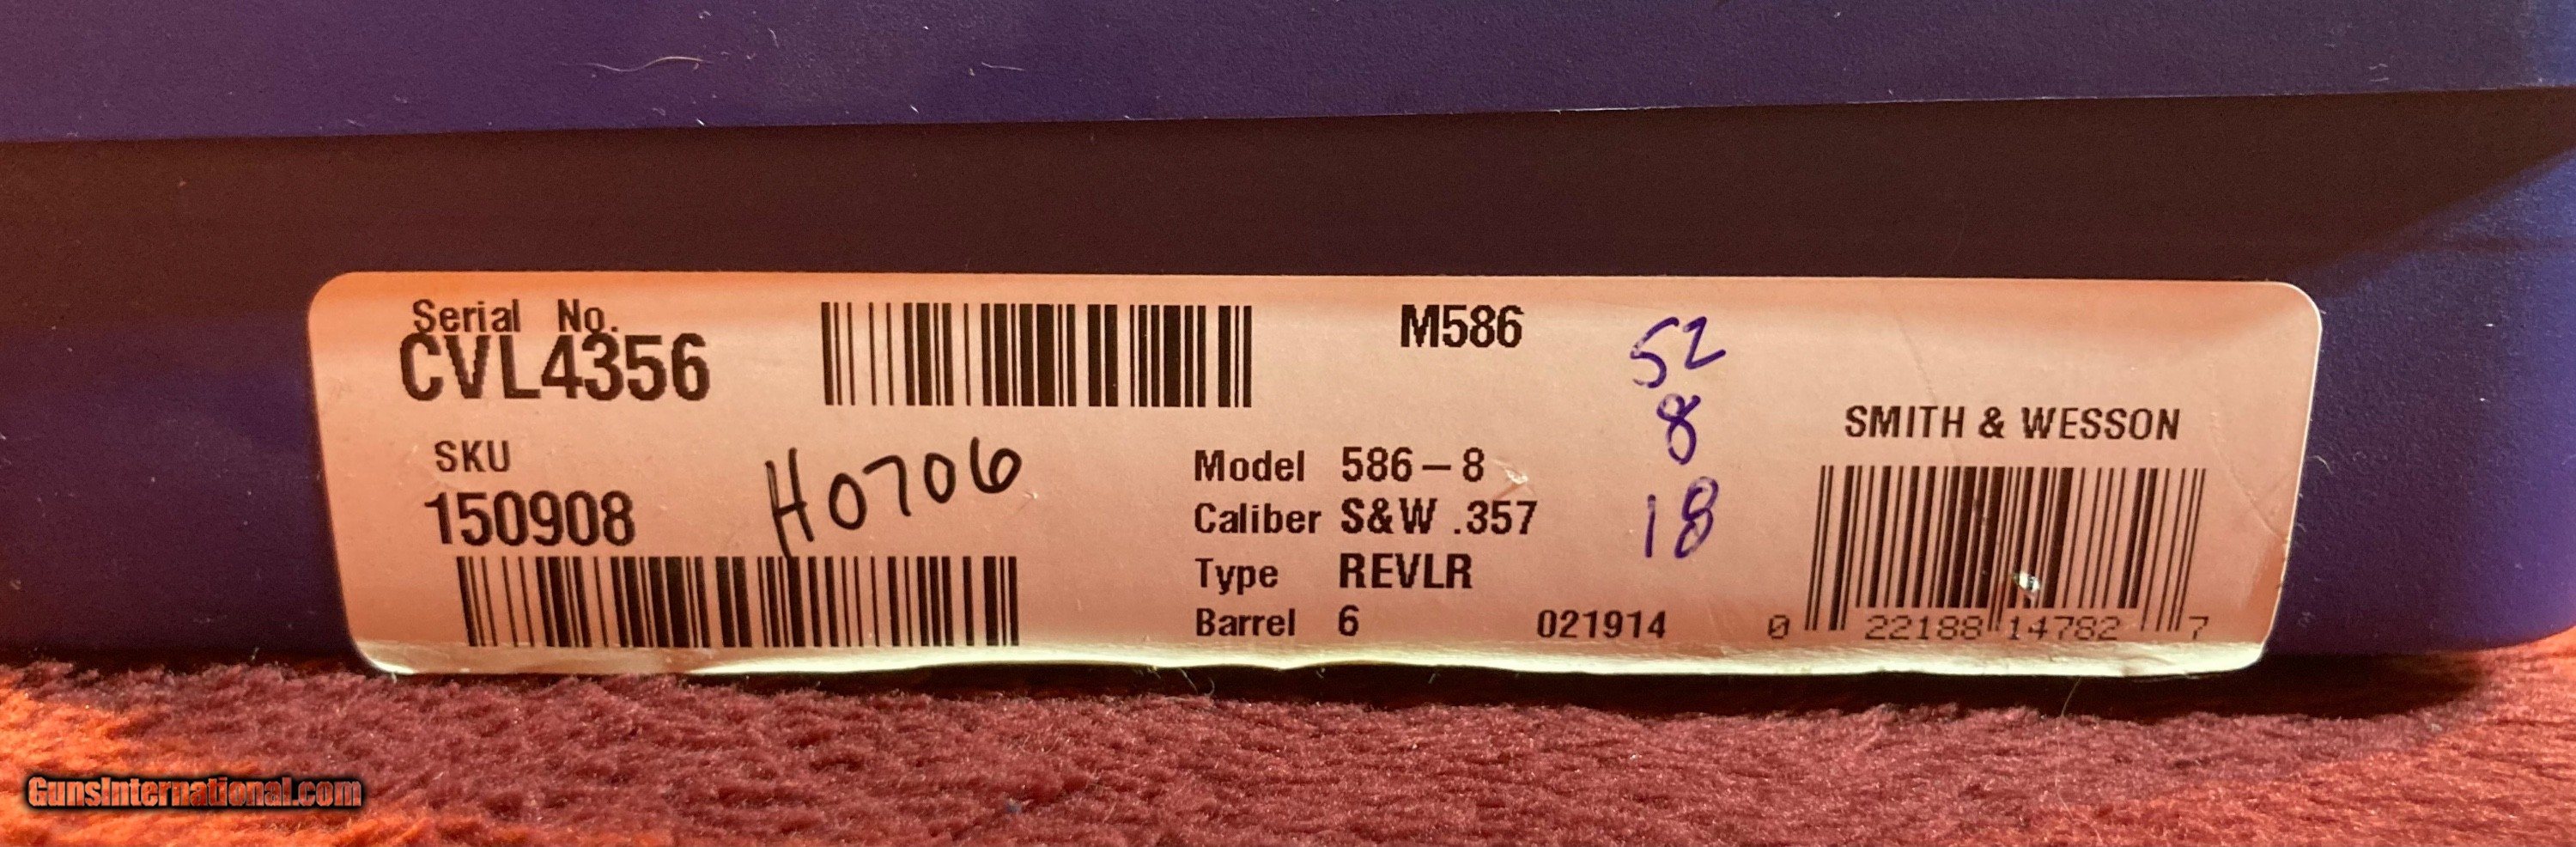 Serial No.
CVL4356
M586
52
8
18
SKU
150908
H0706
Model 586-8
Caliber S&W .357
Type REVLR
Barrel 6
021914
SMITH & WESSON
0 22188 14782 7
GunsInternational.com